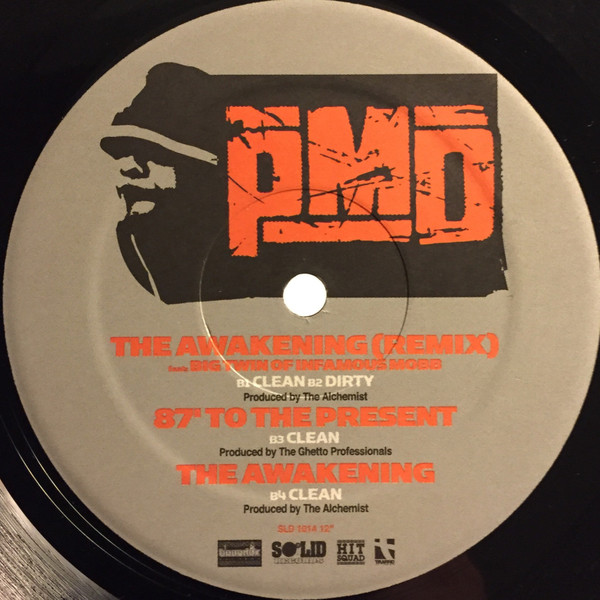 PMD
THE AWAKENING (REMIX)
BIG TWIN OF INFAMOUS MOBB
B1 CLEAN B2 DIRTY
Produced by The Alchemist
87' TO THE PRESENT
B3 CLEAN
Produced by The Ghetto Professionals
THE AWAKENING
B4 CLEAN
Produced by The Alchemist
SLD 1014 12"
SOLID HIT TRAFFIC
RECORDS SQUAD